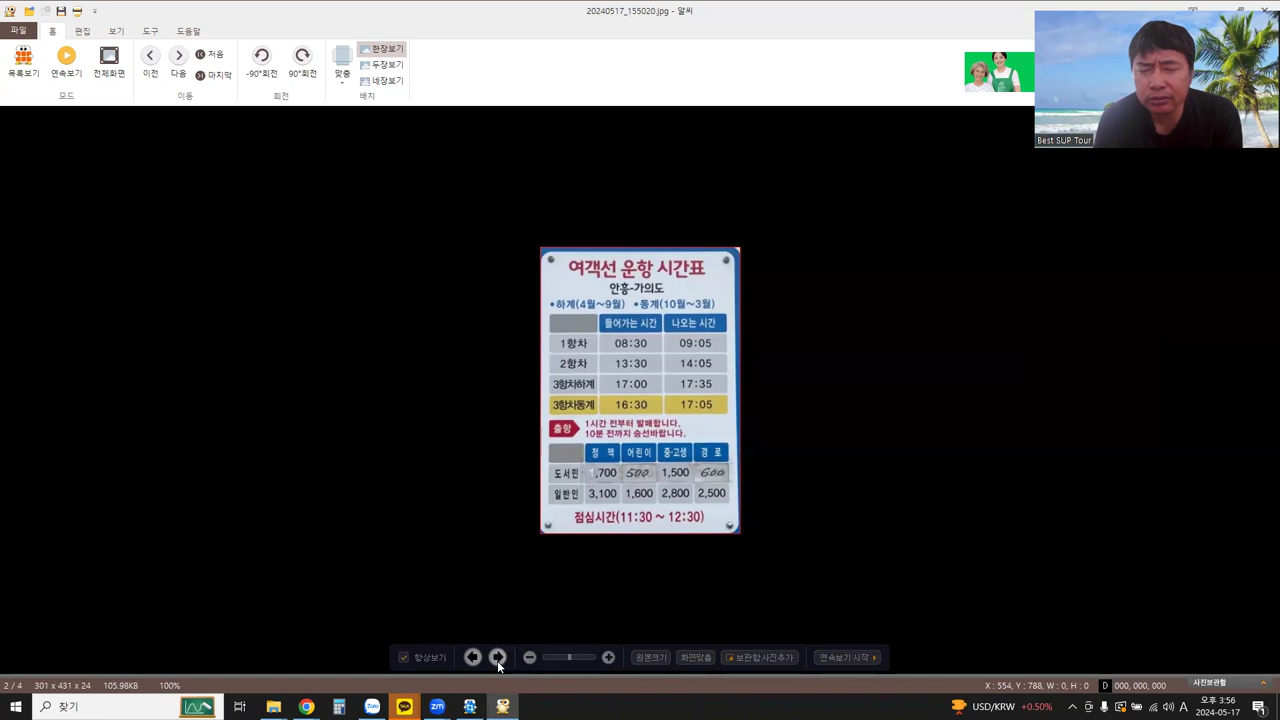 20240517_155020.jpg - 알씨
파일 홈 편집 보기 도구 도움말
목록보기 연속보기 전체화면 이전 다음 처음 마지막 -90°회전 90°회전 맞춤 한장보기 두장보기 네장보기
모드 이동 회전 배치
Best SUP Tour
여객선 운항 시간표
안흥-가의도
•하계(4월~9월) •동계(10월~3월)
들어가는 시간 나오는 시간
1항차 08:30 09:05
2항차 13:30 14:05
3항차하계 17:00 17:35
3항차동계 16:30 17:05
출항 1시간 전부터 발매합니다.
10분 전까지 승선바랍니다.
정 액 어린이 중·고생 경 로
도서민 1,700 500 1,500 600
일반인 3,100 1,600 2,800 2,500
점심시간(11:30 ~ 12:30)
항상보기 원본크기 화면맞춤 보관함 사진추가 연속보기 시작
2 / 4 301 x 431 x 24 105.98KB 100% X : 554, Y : 788, W : 0, H : 0 D 000, 000, 000 사진보관함
찾기 TALK zm USD/KRW +0.50% A 오후 3:56
2024-05-17